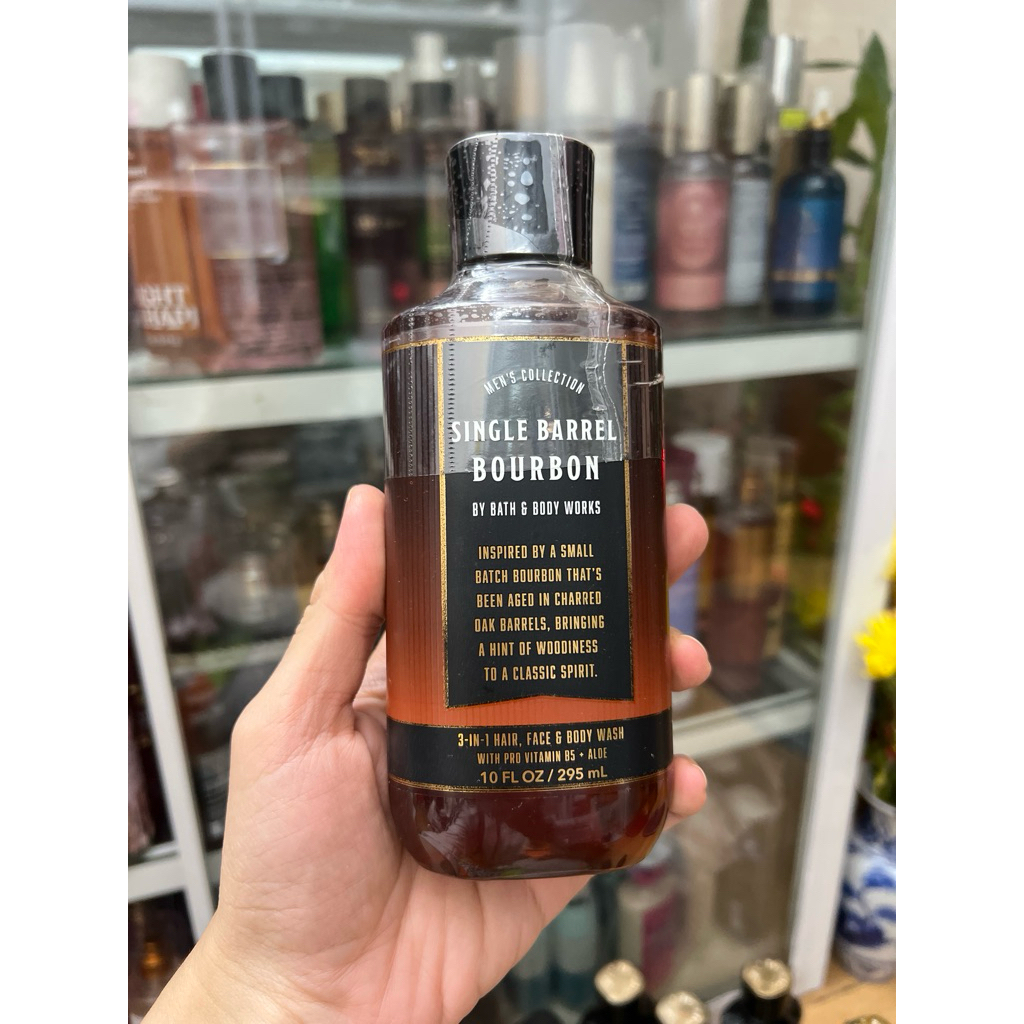 MEN'S COLLECTION
SINGLE BARREL
BOURBON
BY BATH & BODY WORKS
INSPIRED BY A SMALL
BATCH BOURBON THAT'S
BEEN AGED IN CHARRED
OAK BARRELS, BRINGING
A HINT OF WOODINESS
TO A CLASSIC SPIRIT.
3-IN-1 HAIR, FACE & BODY WASH
WITH PRO VITAMIN B5 + ALOE
10 FL OZ / 295 mL